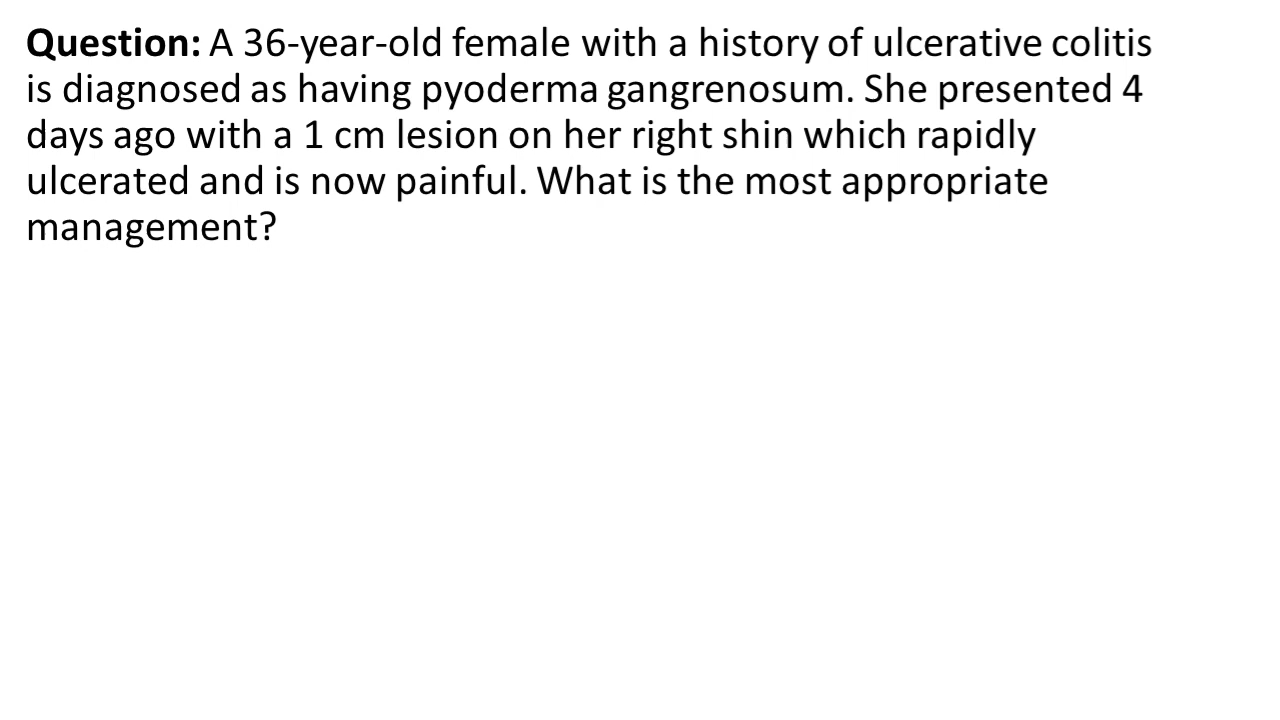 Question: A 36-year-old female with a history of ulcerative colitis
is diagnosed as having pyoderma gangrenosum. She presented 4
days ago with a 1 cm lesion on her right shin which rapidly
ulcerated and is now painful. What is the most appropriate
management?